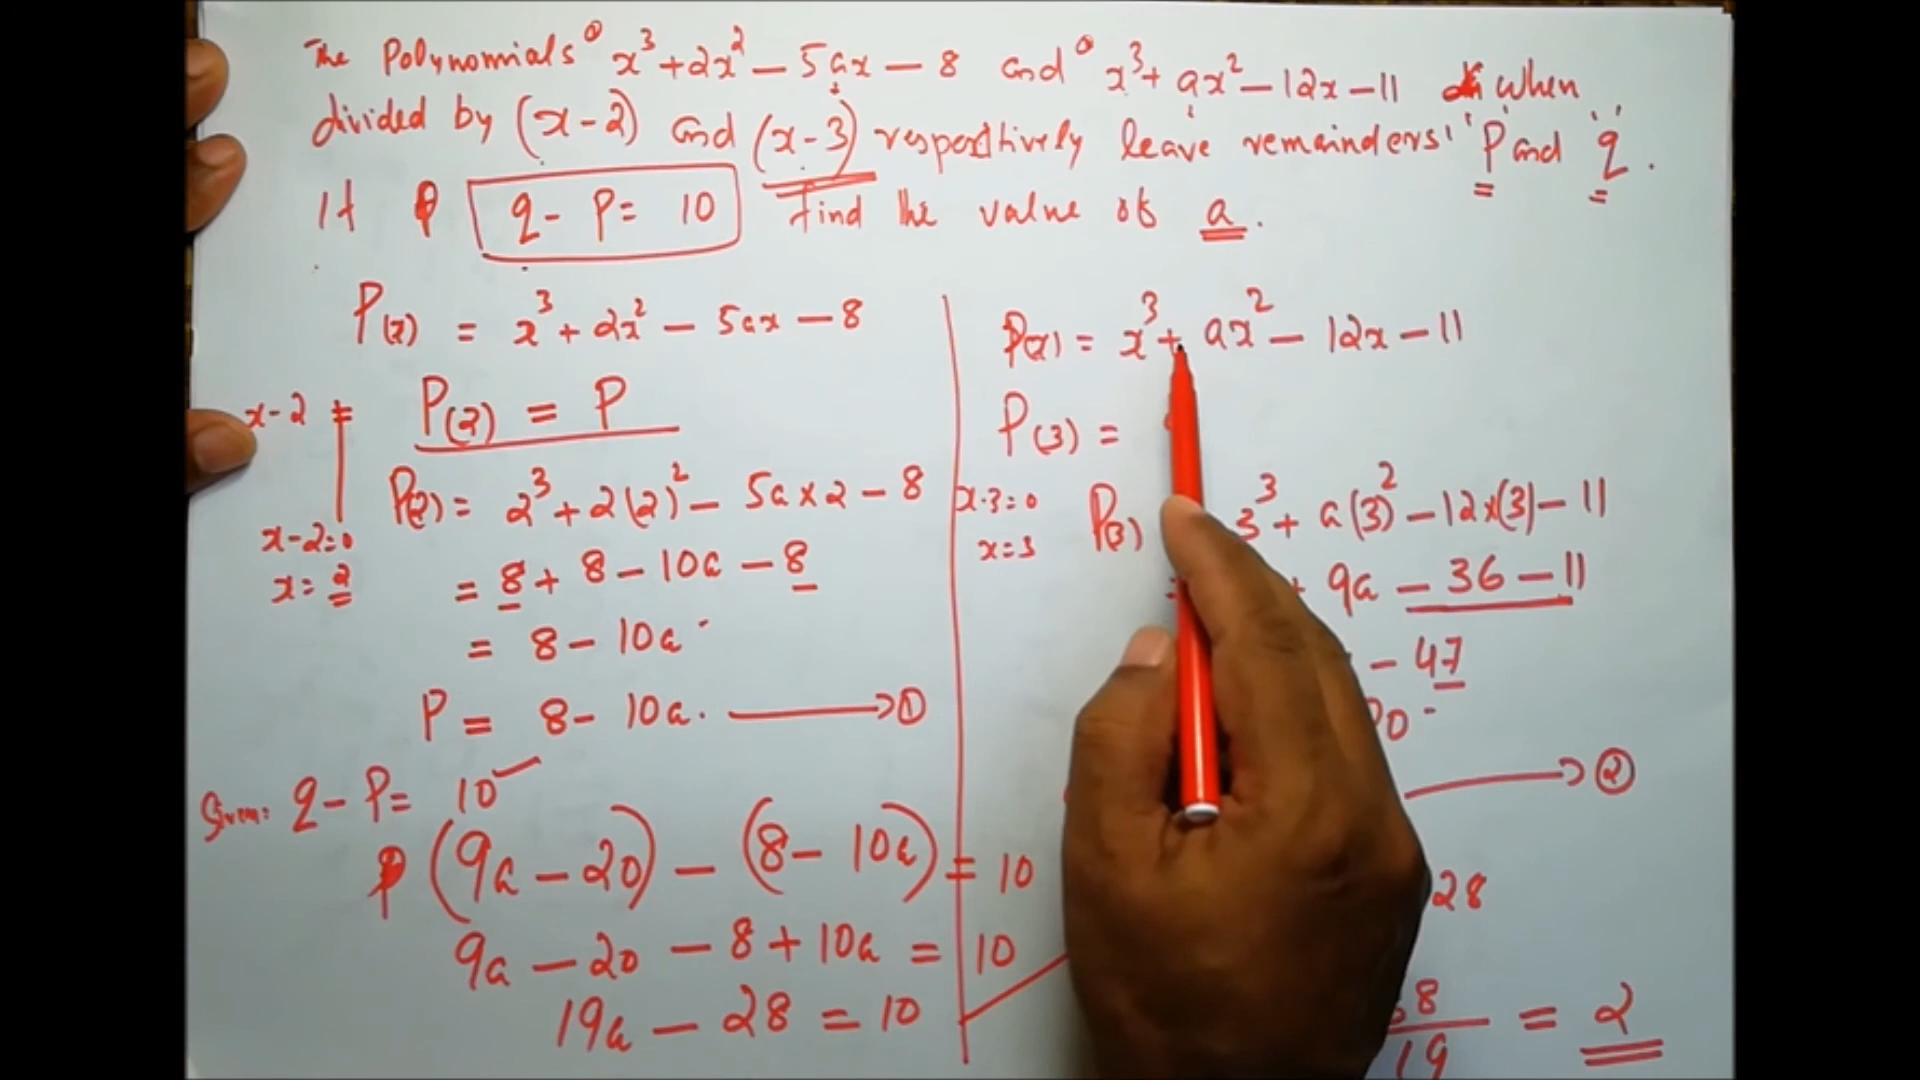 The Polynomials x³+2x²-5ax-8 and x³+ax²-12x-11 when
divided by (x-2) and (x-3) respectively leave remainders 'P' and 'q'.
If q-P=10 find the value of a.
P(x) = x³+2x²-5ax-8
x-2
P(2) = P
P(2) = 2³+2(2)²-5a×2-8
x-2=0
x=2
= 8+8-10a-8
= 8-10a
P = 8-10a. ①
Given: q-P= 10
(9a-20)-(8-10a) = 10
9a-20-8+10a = 10
19a-28=10
P(x) = x³+ax²-12x-11
P(3) =
x-3=0
x=3
P(3) 3³+a(3)²-12×(3)-11
9a-36-11
-47
②
28
19
= 2